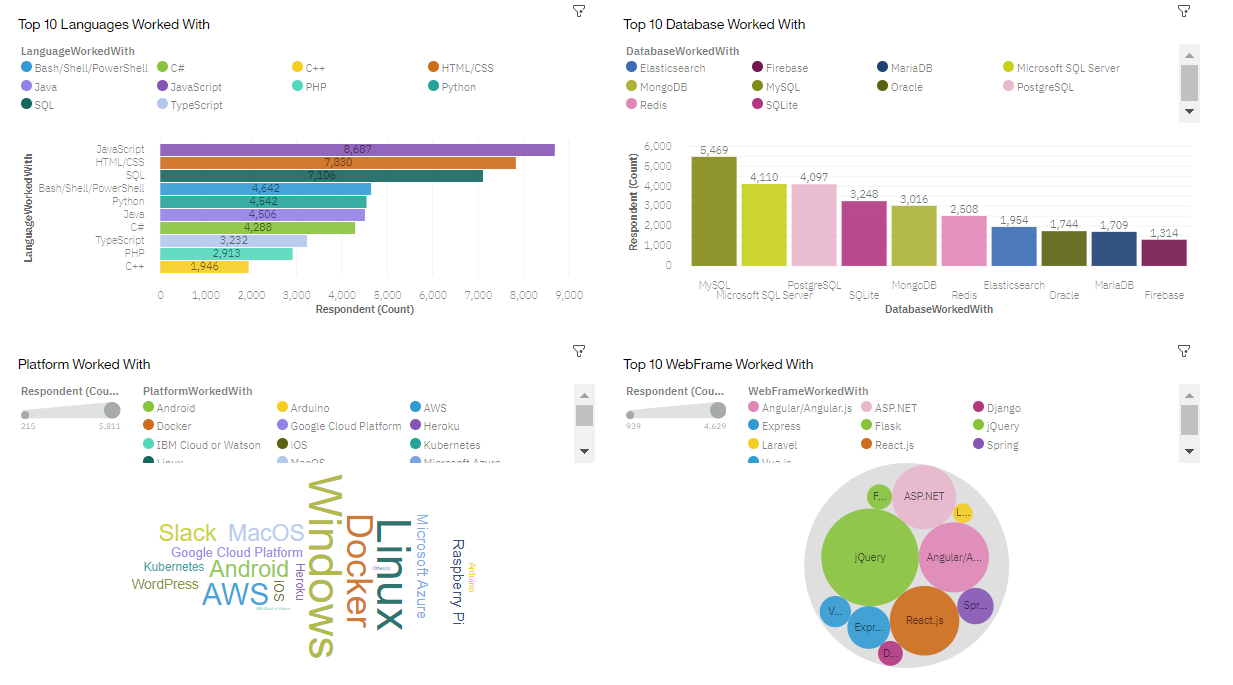 Top 10 Languages Worked With
LanguageWorkedWith
Bash/Shell/PowerShell C# C++ HTML/CSS
Java JavaScript PHP Python
SQL TypeScript
LanguageWorkedWith
JavaScript 8,687
HTML/CSS 7,830
SQL 7,106
Bash/Shell/PowerShell 4,642
Python 4,542
Java 4,506
C# 4,288
TypeScript 3,232
PHP 2,913
C++ 1,946
0 1,000 2,000 3,000 4,000 5,000 6,000 7,000 8,000 9,000
Respondent (Count)
Top 10 Database Worked With
DatabaseWorkedWith
Elasticsearch Firebase MariaDB Microsoft SQL Server
MongoDB MySQL Oracle PostgreSQL
Redis SQLite
Respondent (Count)
6,000
5,000
4,000
3,000
2,000
1,000
0
5,469 4,110 4,097 3,248 3,016 2,508 1,954 1,744 1,709 1,314
MySQL Microsoft SQL Server PostgreSQL SQLite MongoDB Redis Elasticsearch Oracle MariaDB Firebase
DatabaseWorkedWith
Platform Worked With
Respondent (Cou...
215 5,811
PlatformWorkedWith
Android Arduino AWS
Docker Google Cloud Platform Heroku
IBM Cloud or Watson iOS Kubernetes
Linux MacOS Microsoft Azure
Slack MacOS
Google Cloud Platform
Kubernetes Android
WordPress AWS
iOS
Heroku
Windows
Docker
Linux
Microsoft Azure
Raspberry Pi
Arduino
Top 10 WebFrame Worked With
Respondent (Cou...
939 4,629
WebFrameWorkedWith
Angular/Angular.js ASP.NET Django
Express Flask jQuery
Laravel React.js Spring
Vue.js
F... ASP.NET
L...
jQuery Angular/A...
V... Expr... React.js Spr...
D...